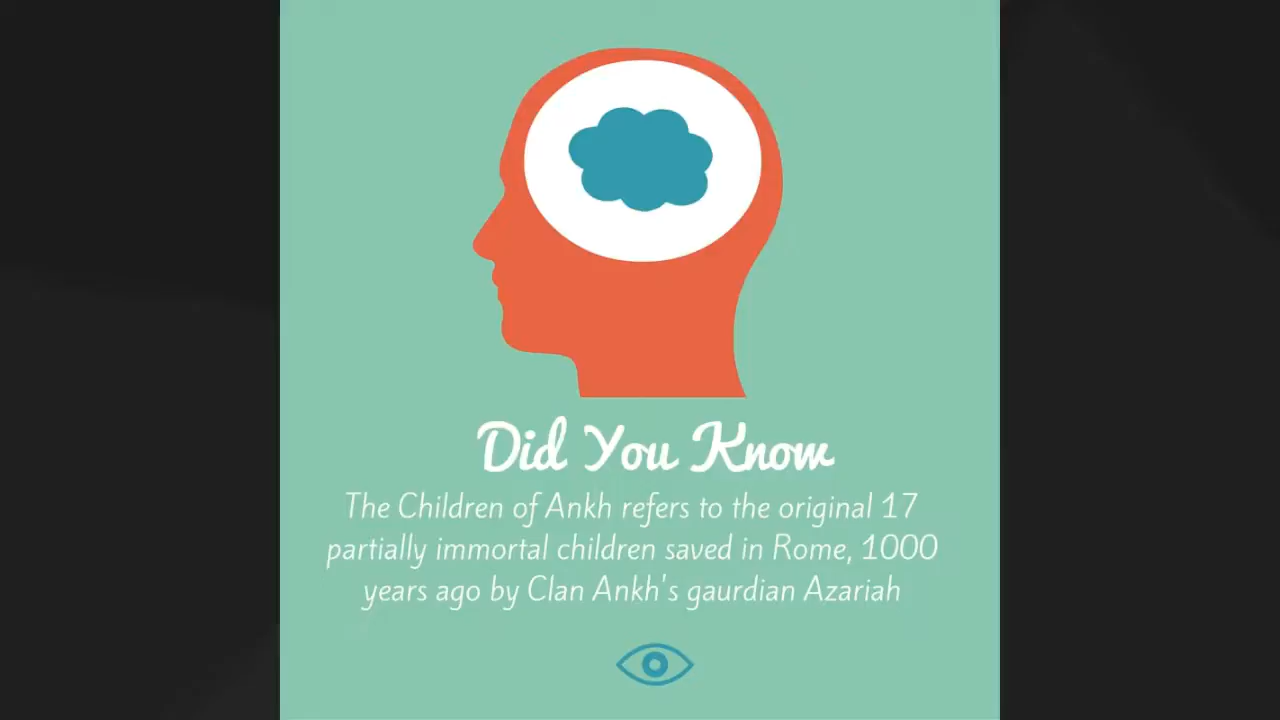 Did You Know
The Children of Ankh refers to the original 17
partially immortal children saved in Rome, 1000
years ago by Clan Ankh's gaurdian Azariah